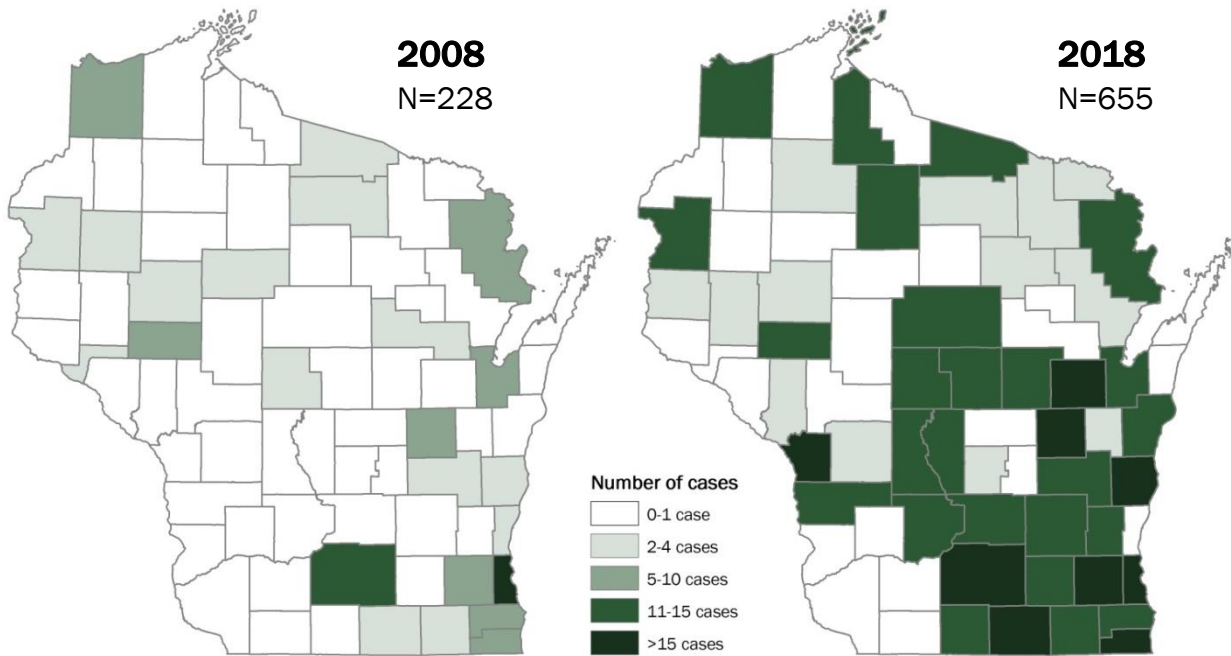 2008
N=228
2018
N=655
Number of cases
0-1 case
2-4 cases
5-10 cases
11-15 cases
>15 cases